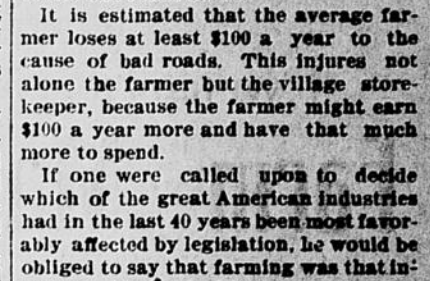 It is estimated that the average far-
mer loses at least $100 a year to the
cause of bad roads. This injures not
alone the farmer but the village store-
keeper, because the farmer might earn
$100 a year more and have that much
more to spend.
If one were called upon to decide
which of the great American industries
had in the last 40 years been most favor-
ably affected by legislation, he would be
obliged to say that farming was that in-